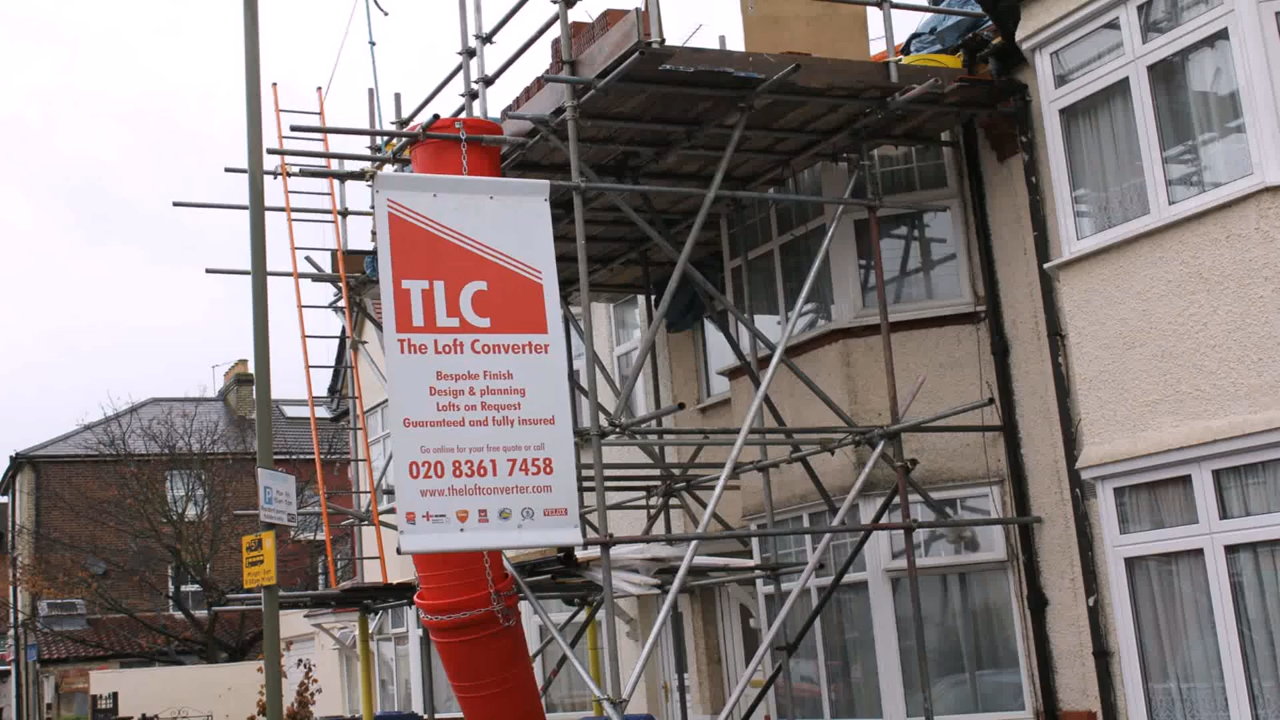 TLC
The Loft Converter
Bespoke Finish
Design & planning
Lofts on Request
Guaranteed and fully insured
Go online for your free quote or call
020 8361 7458
www.theloftconverter.com
VELUX
P